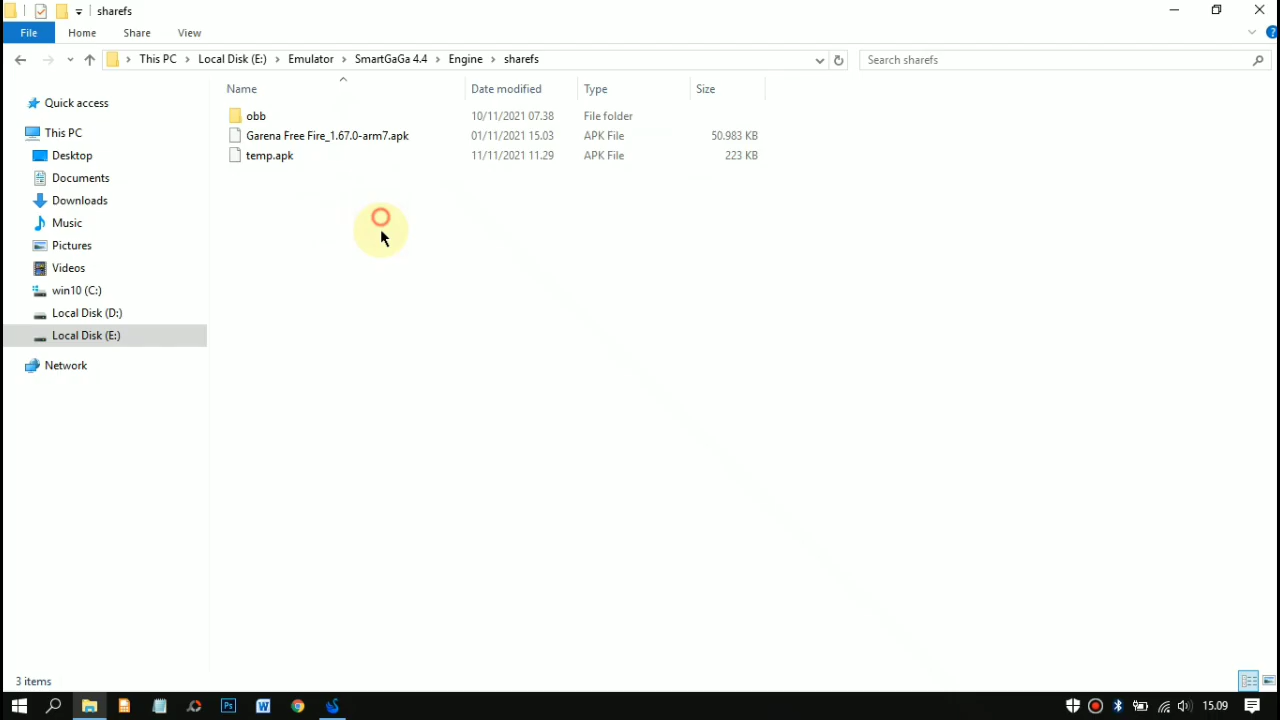 sharefs
File Home Share View
This PC Local Disk (E:) Emulator SmartGaGa 4.4 Engine sharefs Search sharefs
Name Date modified Type Size
Quick access
This PC
Desktop
Documents
Downloads
Music
Pictures
Videos
win10 (C:)
Local Disk (D:)
Local Disk (E:)
Network
obb 10/11/2021 07.38 File folder
Garena Free Fire_1.67.0-arm7.apk 01/11/2021 15.03 APK File 50.983 KB
temp.apk 11/11/2021 11.29 APK File 223 KB
3 items
Ps W 15.09